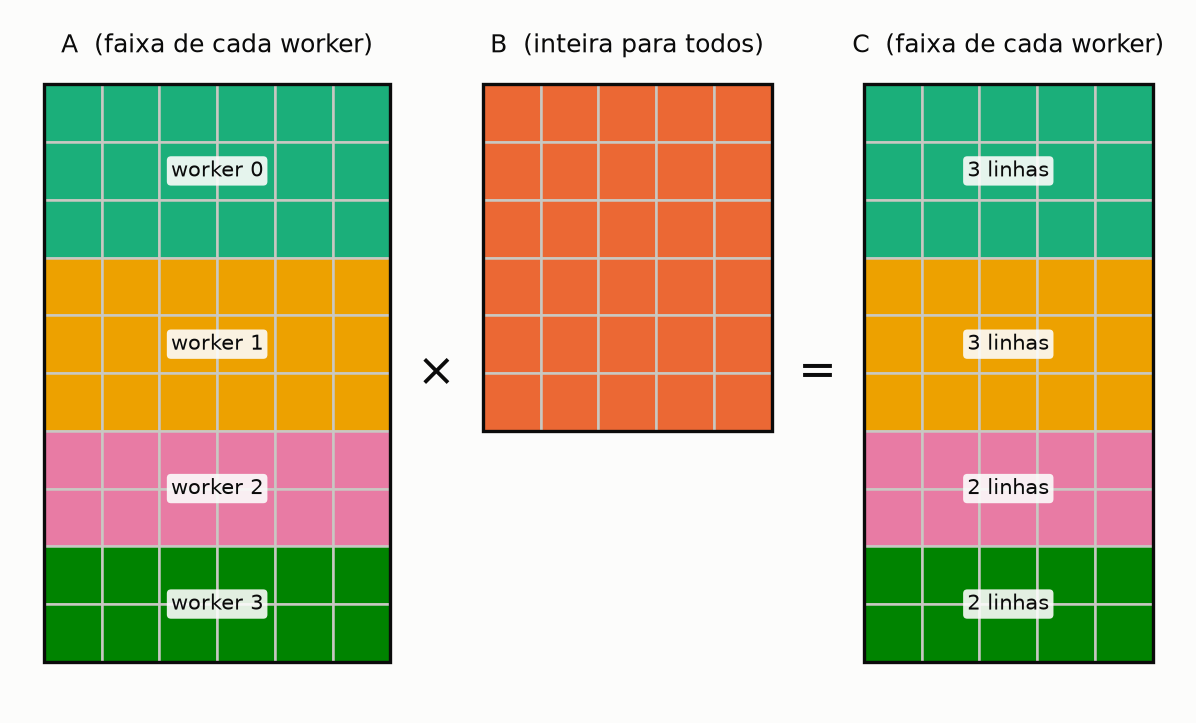 A  (faixa de cada worker)
B  (inteira para todos)
C  (faixa de cada worker)
worker 0
worker 1
worker 2
worker 3
×
=
3 linhas
3 linhas
2 linhas
2 linhas